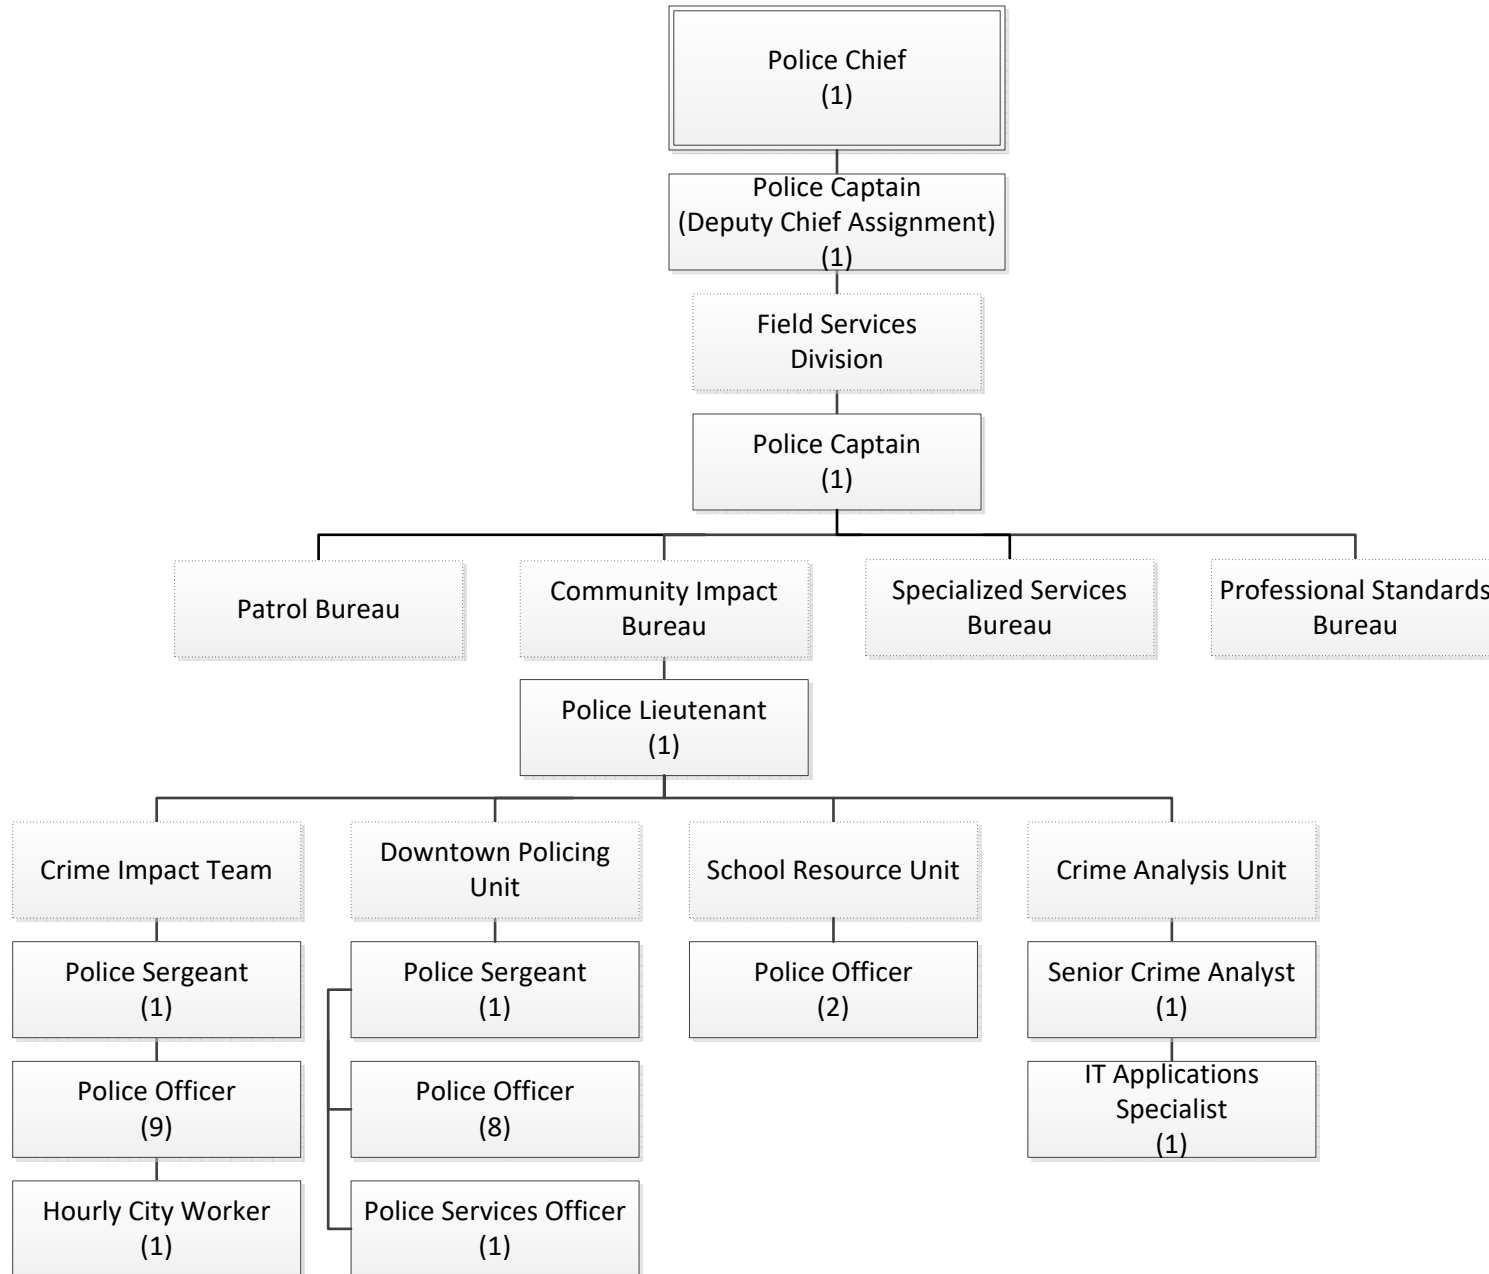 Police Chief
(1)
Police Captain
(Deputy Chief Assignment)
(1)
Field Services
Division
Police Captain
(1)
Patrol Bureau
Community Impact
Bureau
Specialized Services
Bureau
Professional Standards
Bureau
Police Lieutenant
(1)
Crime Impact Team
Downtown Policing
Unit
School Resource Unit
Crime Analysis Unit
Police Sergeant
(1)
Police Sergeant
(1)
Police Officer
(2)
Senior Crime Analyst
(1)
Police Officer
(9)
Police Officer
(8)
IT Applications
Specialist
(1)
Hourly City Worker
(1)
Police Services Officer
(1)